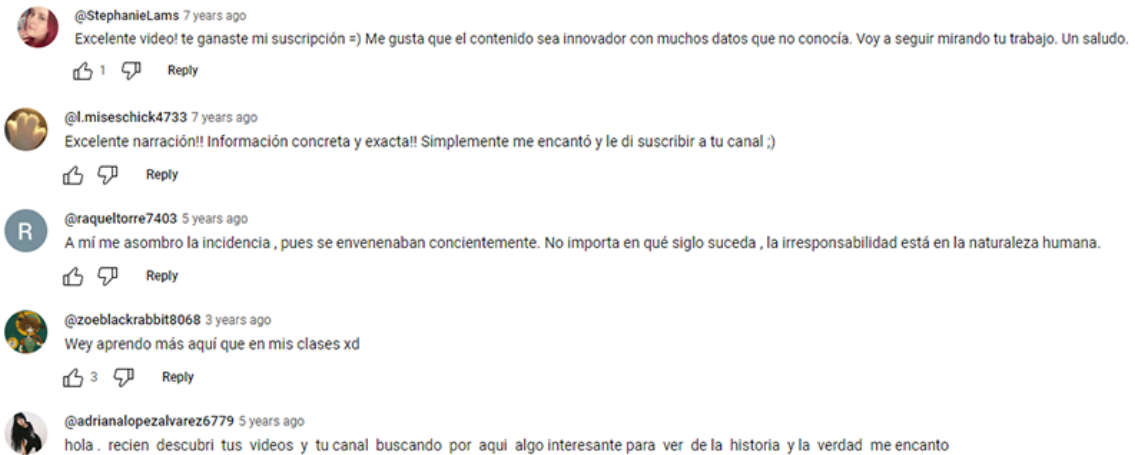 @StephanieLams 7 years ago
Excelente video! te ganaste mi suscripción =) Me gusta que el contenido sea innovador con muchos datos que no conocía. Voy a seguir mirando tu trabajo. Un saludo.
1 Reply
@l.miseschick4733 7 years ago
Excelente narración!! Información concreta y exacta!! Simplemente me encantó y le di suscribir a tu canal ;)
Reply
R
@raqueltorre7403 5 years ago
A mí me asombro la incidencia , pues se envenenaban concientemente. No importa en qué siglo suceda , la irresponsabilidad está en la naturaleza humana.
Reply
@zoeblackrabbit8068 3 years ago
Wey aprendo más aquí que en mis clases xd
3 Reply
@adrianalopezalvarez6779 5 years ago
hola . recien descubri tus videos y tu canal buscando por aqui algo interesante para ver de la historia y la verdad me encanto